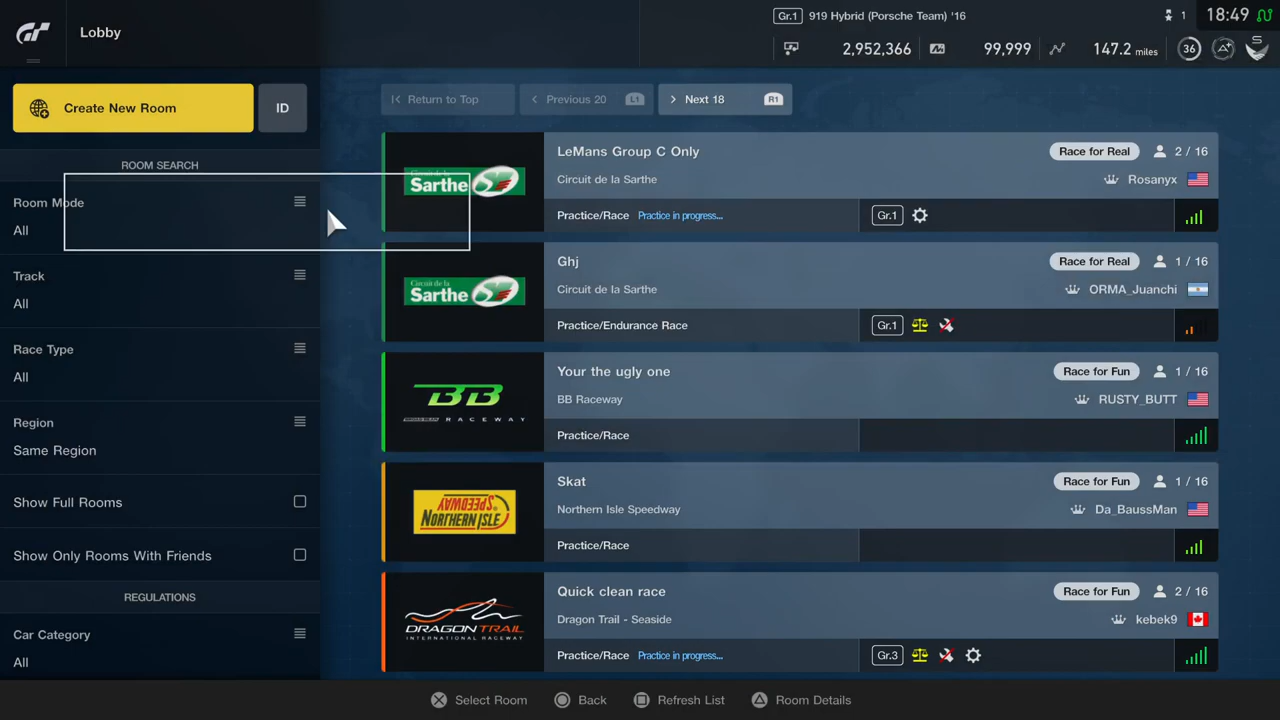 Lobby
Gr.1 919 Hybrid (Porsche Team) '16
1
18:49
2,952,366
99,999
147.2 miles
36
A+
S
Create New Room
ID
ROOM SEARCH
Room Mode
All
Track
All
Race Type
All
Region
Same Region
Show Full Rooms
Show Only Rooms With Friends
REGULATIONS
Car Category
All
Return to Top
Previous 20 L1
Next 18 R1
Circuit de la
Sarthe
LeMans Group C Only
Race for Real
2 / 16
Circuit de la Sarthe
Rosanyx
Practice/Race Practice in progress...
Gr.1
Circuit de la
Sarthe
Ghj
Race for Real
1 / 16
Circuit de la Sarthe
ORMA_Juanchi
Practice/Endurance Race
Gr.1
BB
RACEWAY
Your the ugly one
Race for Fun
1 / 16
BB Raceway
RUSTY_BUTT
Practice/Race
SPEEDWAY
NORTHERN ISLE
Skat
Race for Fun
1 / 16
Northern Isle Speedway
Da_BaussMan
Practice/Race
DRAGON TRAIL
INTERNATIONAL RACEWAY
Quick clean race
Race for Fun
2 / 16
Dragon Trail - Seaside
kebek9
Practice/Race Practice in progress...
Gr.3
Select Room
Back
Refresh List
Room Details